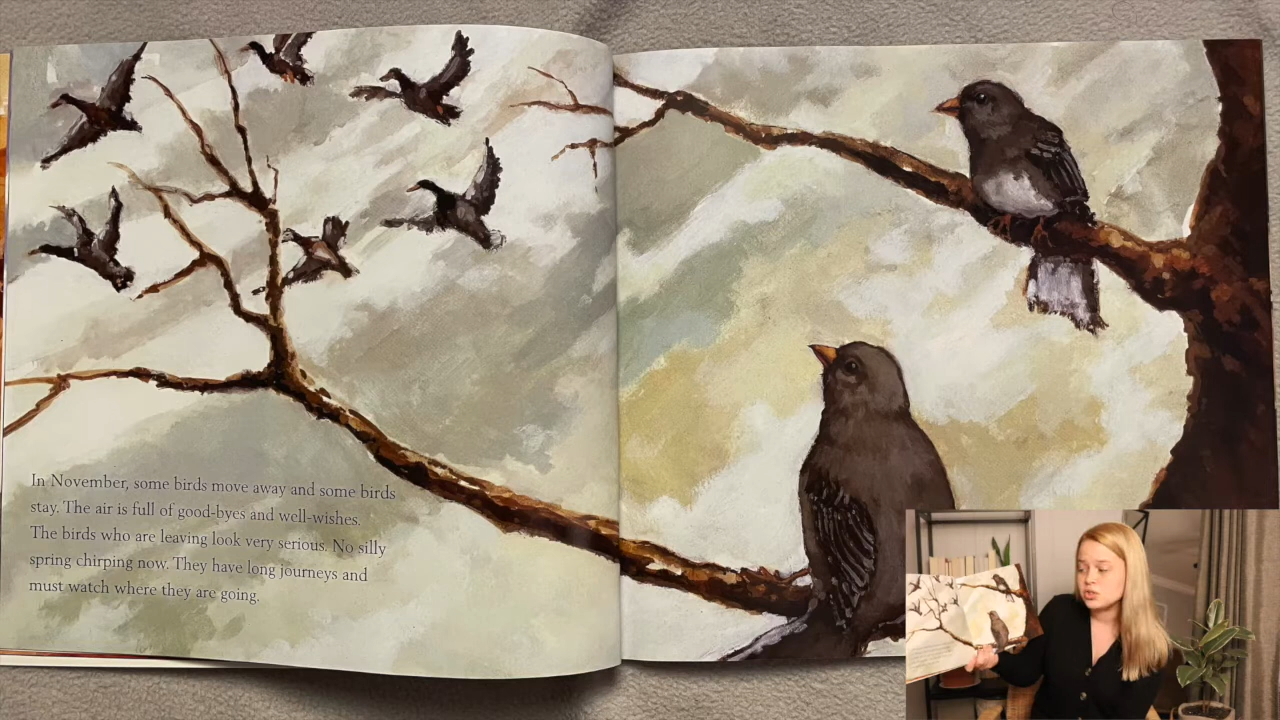 In November, some birds move away and some birds
stay. The air is full of good-byes and well-wishes.
The birds who are leaving look very serious. No silly
spring chirping now. They have long journeys and
must watch where they are going.